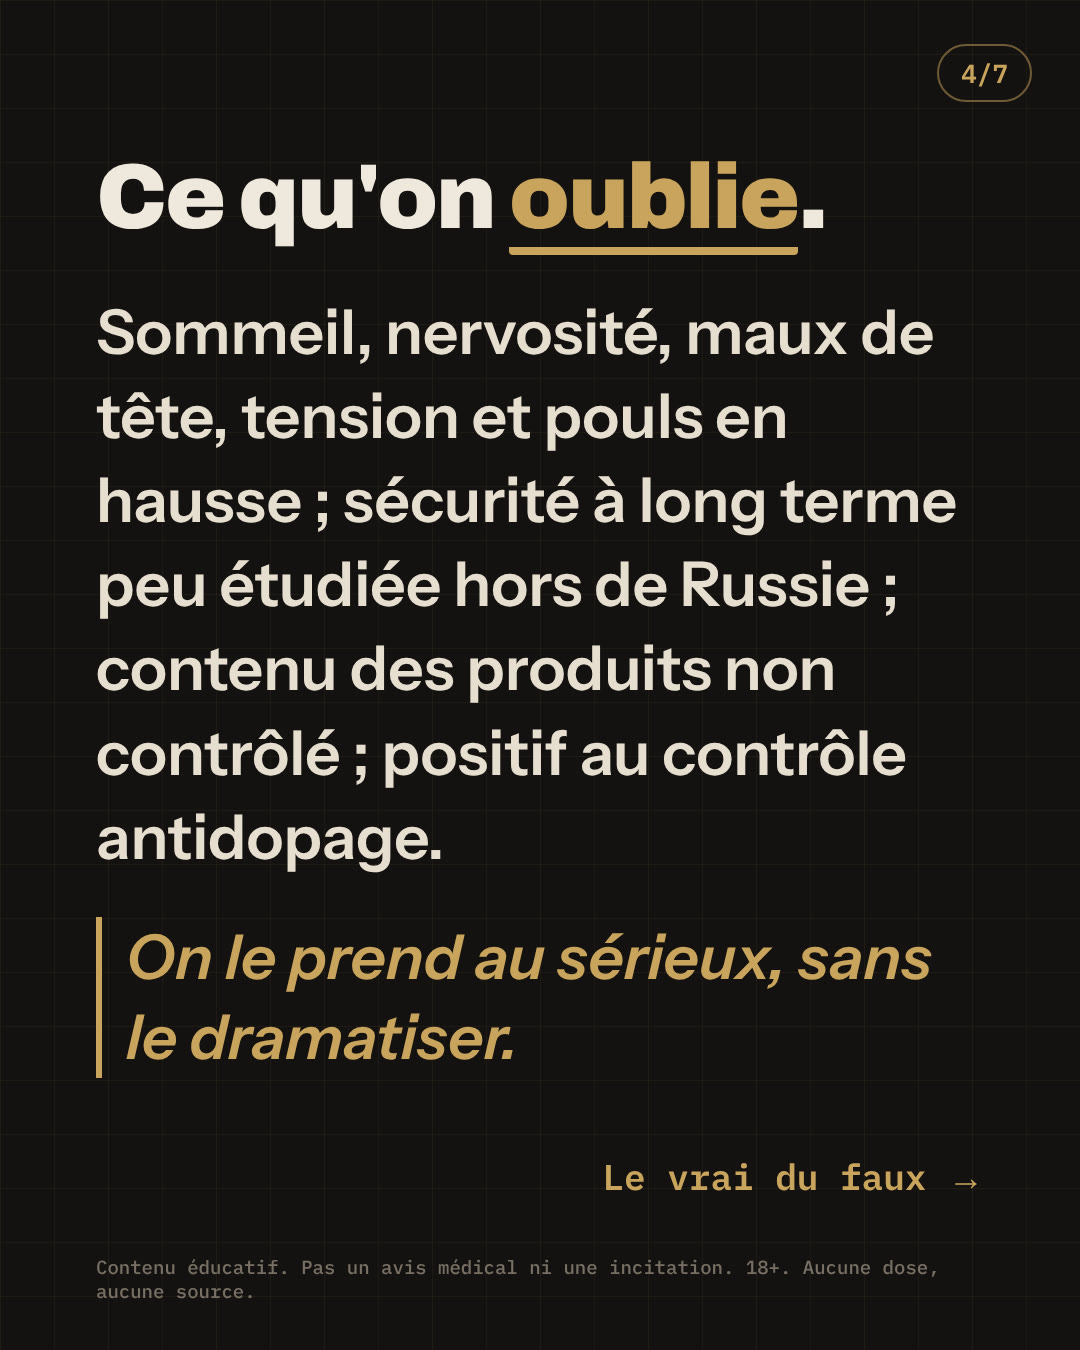 4/7
Ce qu'on oublie.
Sommeil, nervosité, maux de
tête, tension et pouls en
hausse ; sécurité à long terme
peu étudiée hors de Russie ;
contenu des produits non
contrôlé ; positif au contrôle
antidopage.
On le prend au sérieux, sans
le dramatiser.
Le vrai du faux →
Contenu éducatif. Pas un avis médical ni une incitation. 18+. Aucune dose,
aucune source.